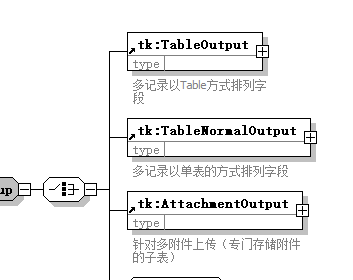 tk:TableOutput
type
多记录以Table方式排列字
段
tk:TableNormalOutput
type
多记录以单表的方式排列字段
up
tk:AttachmentOutput
type
针对多附件上传（专门存储附件
的子表）